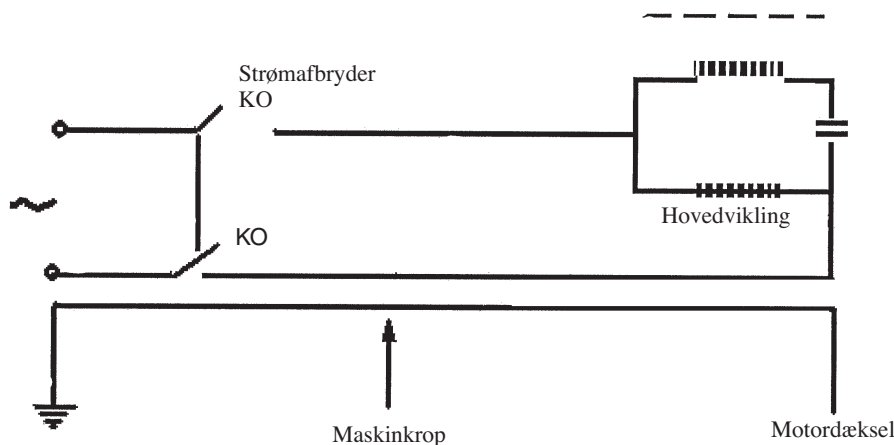 Strømafbryder
KO
Hovedvikling
KO
Maskinkrop
Motordæksel